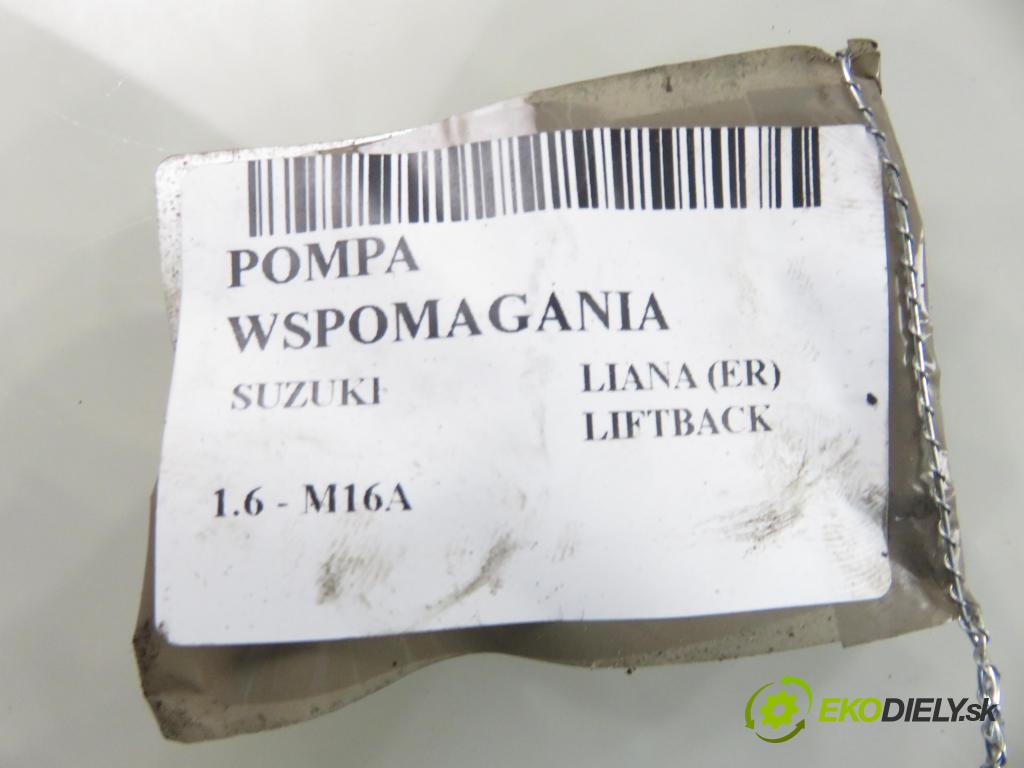 POMPA
WSPOMAGANIA
SUZUKI
LIANA (ER)
LIFTBACK
1.6 - M16A
EKODIELY.sk